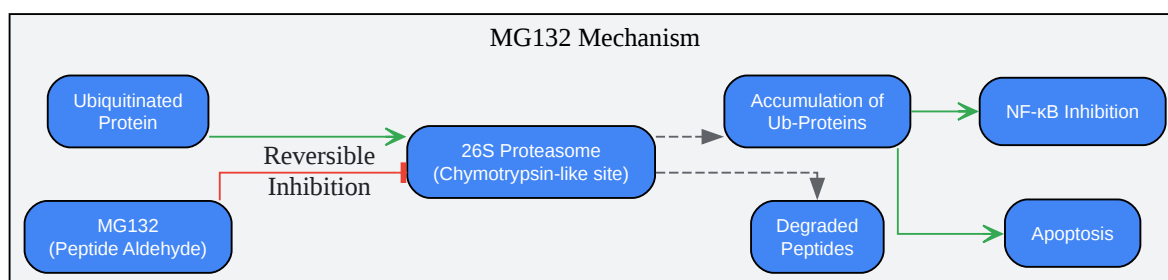 MG132 Mechanism
Ubiquitinated
Protein
Accumulation of
Ub-Proteins
NF-κB Inhibition
Reversible
Inhibition
26S Proteasome
(Chymotrypsin-like site)
MG132
(Peptide Aldehyde)
Degraded
Peptides
Apoptosis